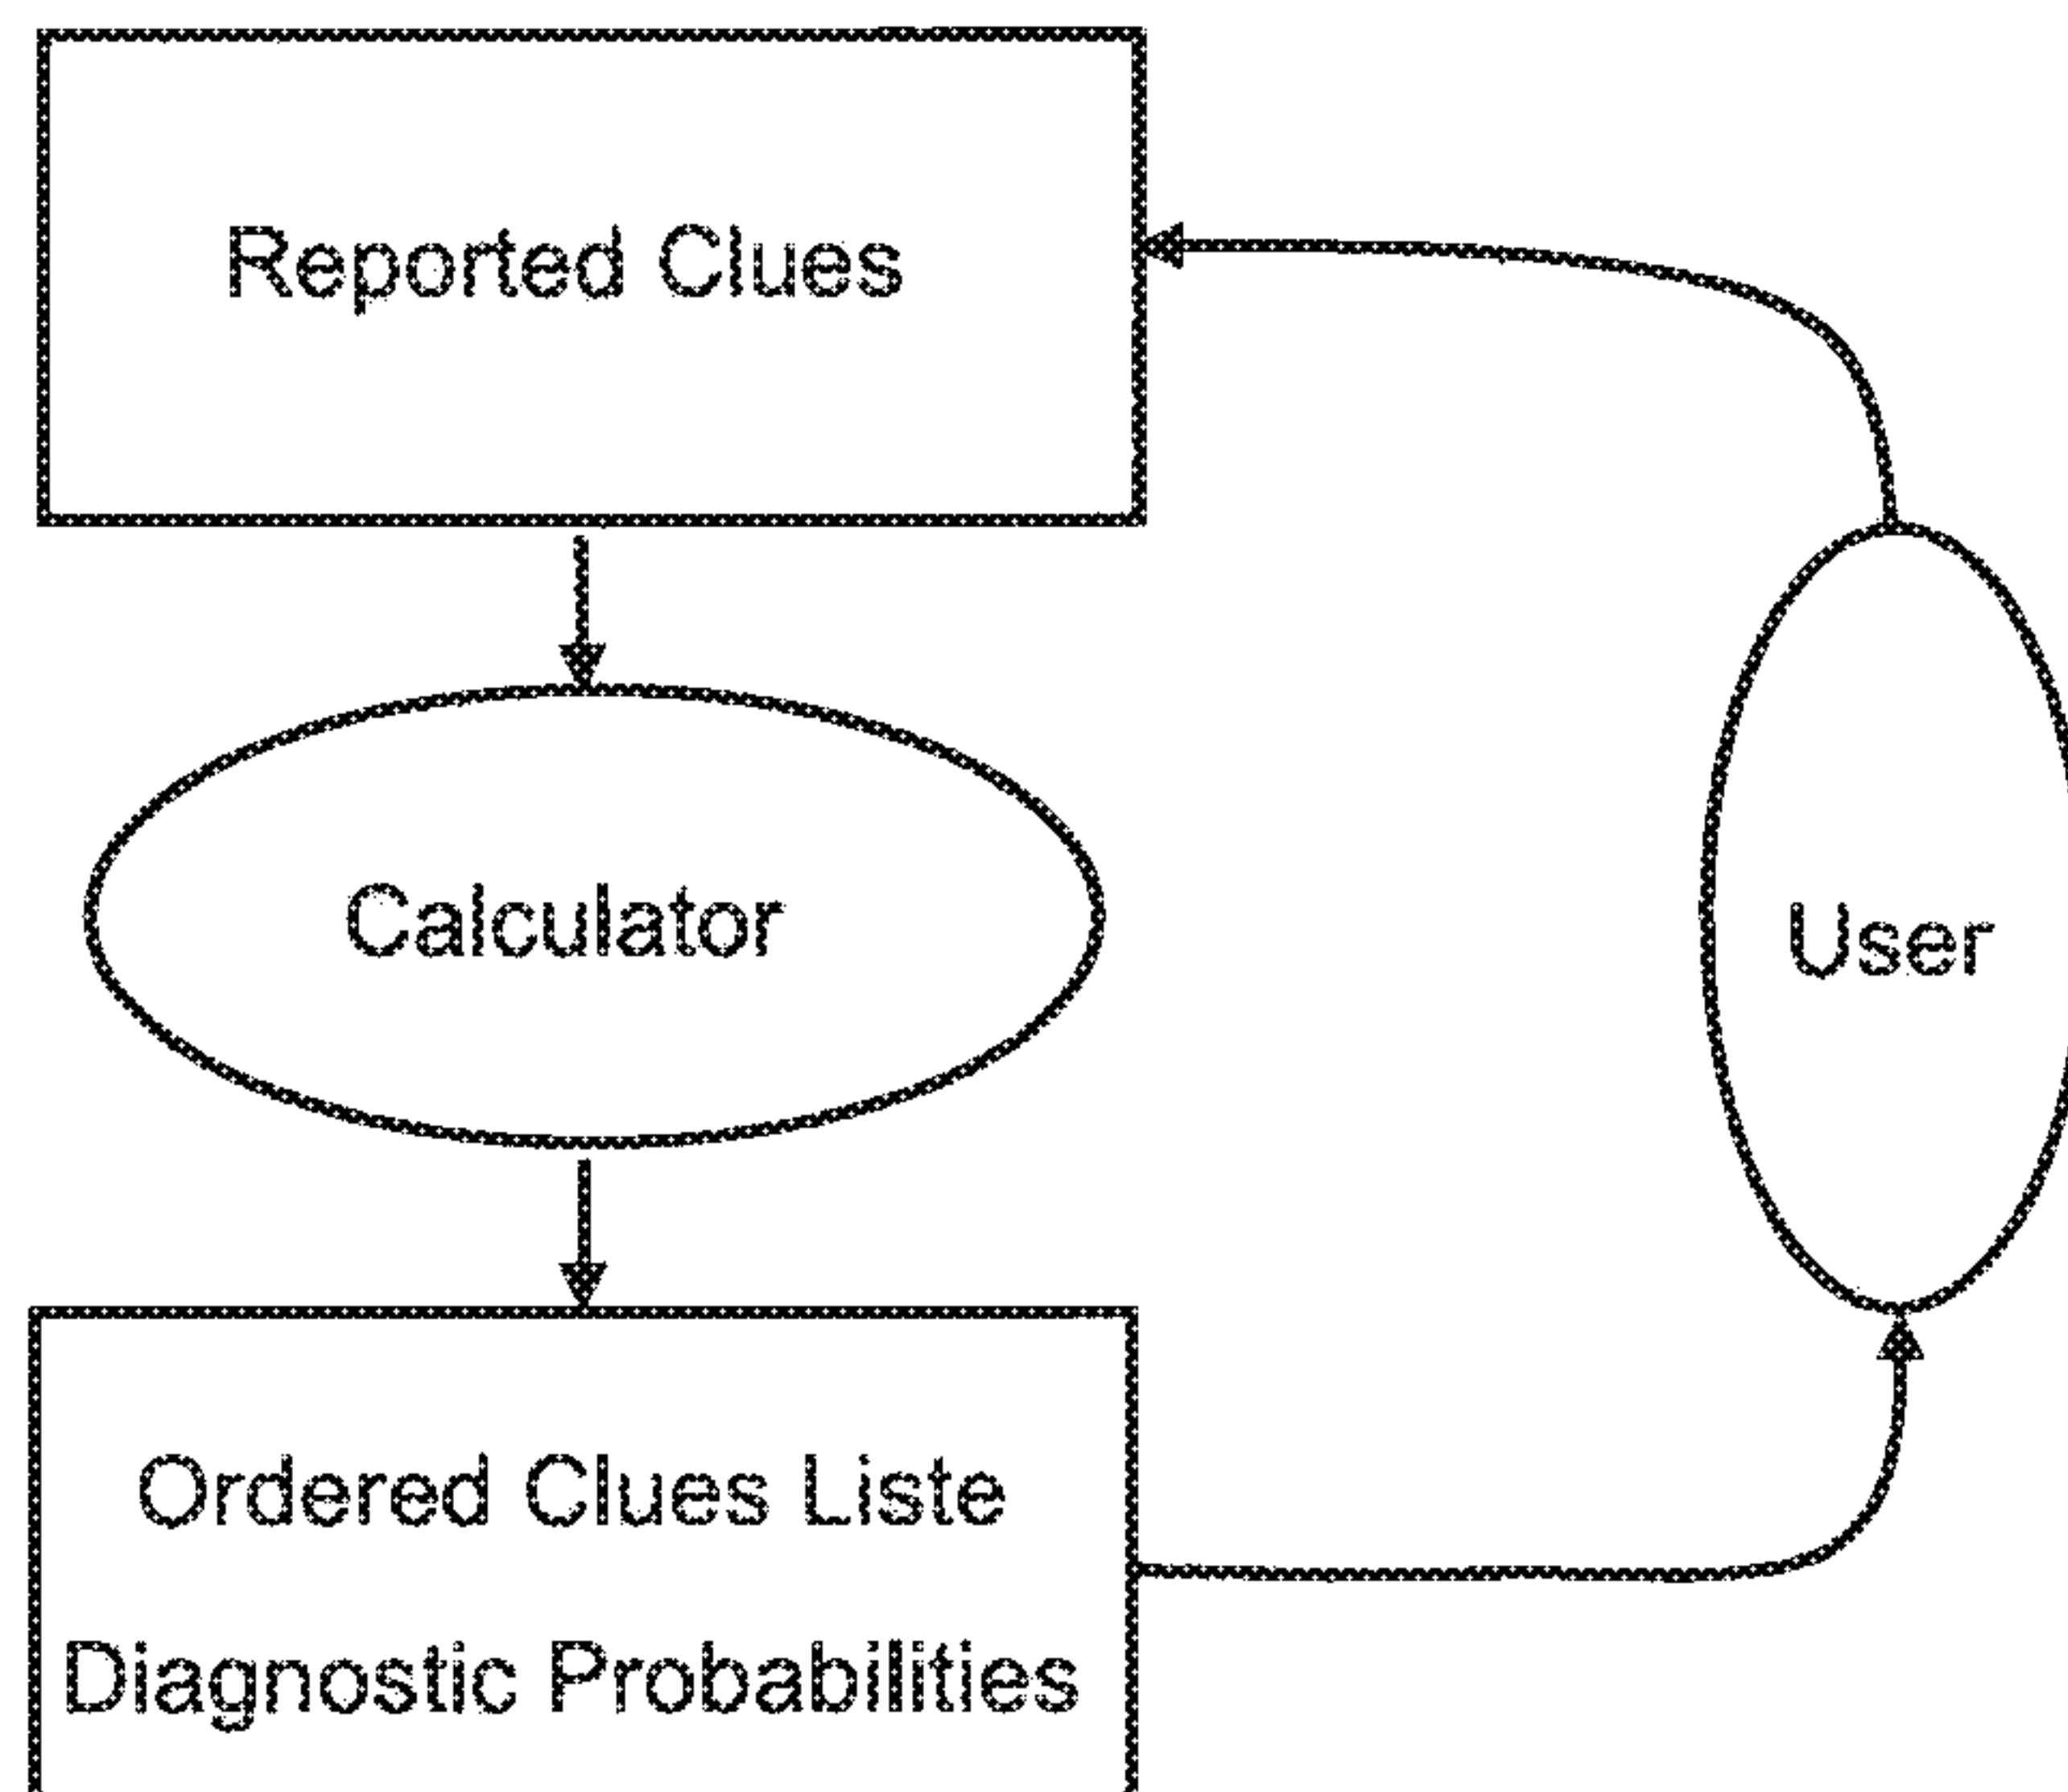 Reported Clues
Calculator
User
Ordered Clues Liste
Diagnostic Probabilities